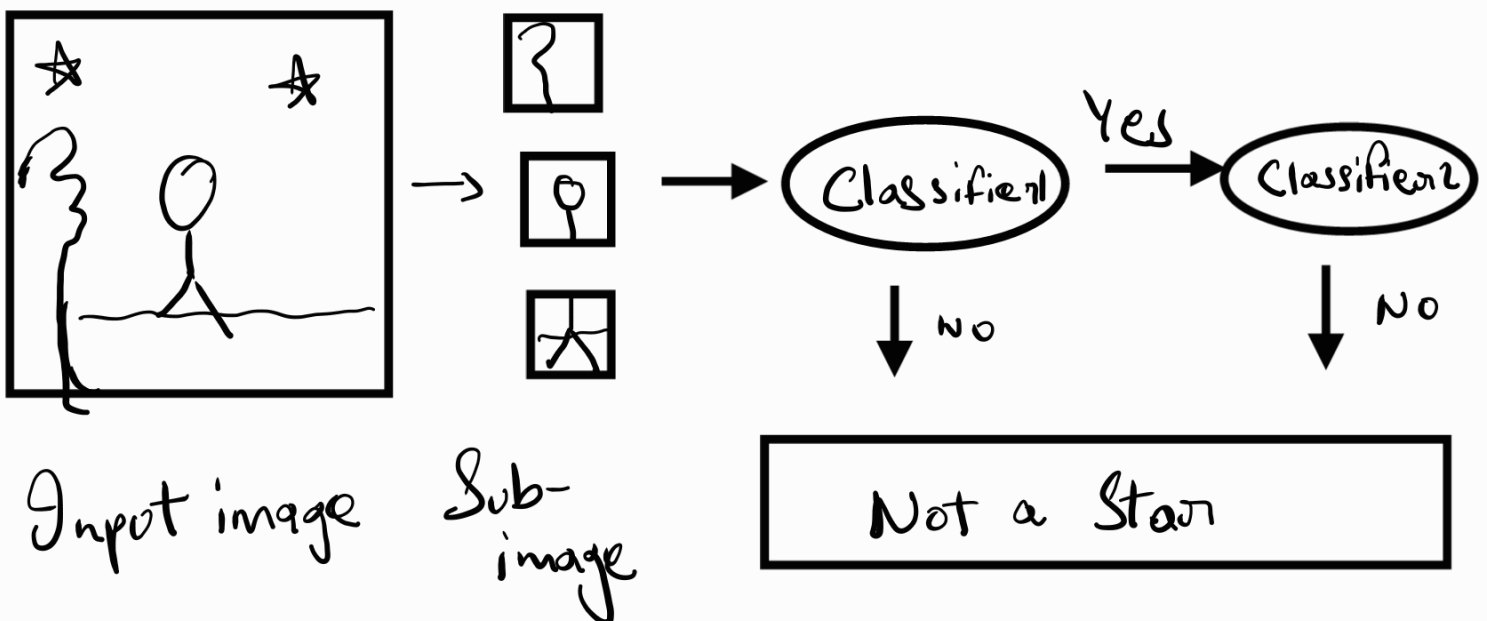 Yes
Classifier1
Classifier2
NO
NO
Input image
Sub-
image
Not a Star